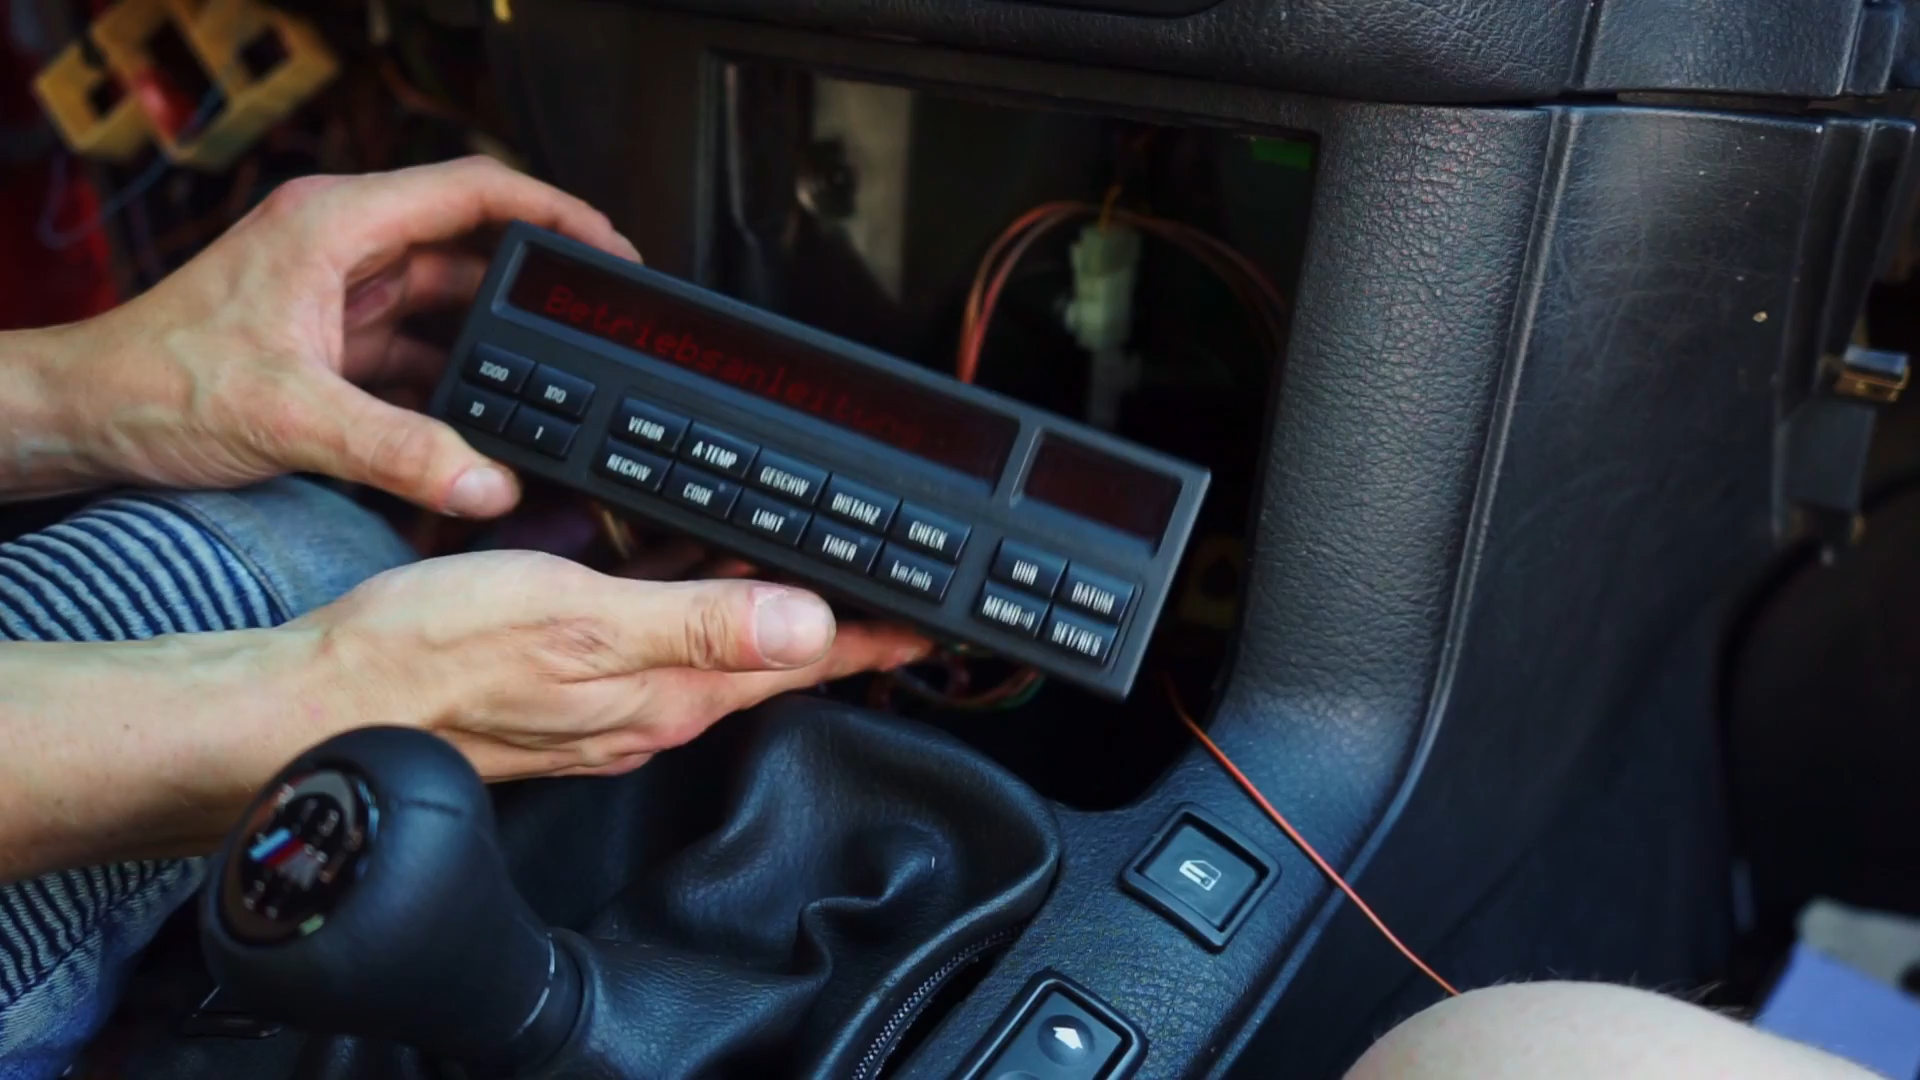 Betriebsanleitung
1000 100
10 1
VERBR A-TEMP GESCHW DISTANZ CHECK
REICHW CODE LIMIT TIMER km/mls
UHR DATUM
MEMO SET/RES